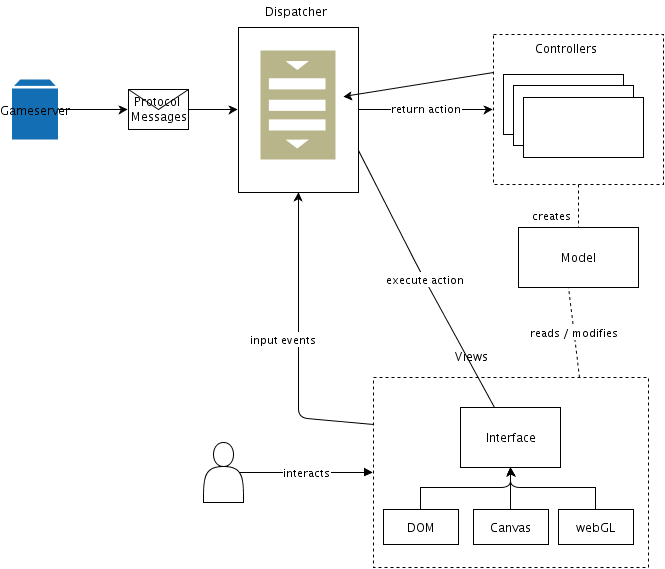 Dispatcher
Controllers
Gameserver
Protocol
Messages
return action
creates
Model
execute action
input events
reads / modifies
Views
Interface
interacts
DOM
Canvas
webGL